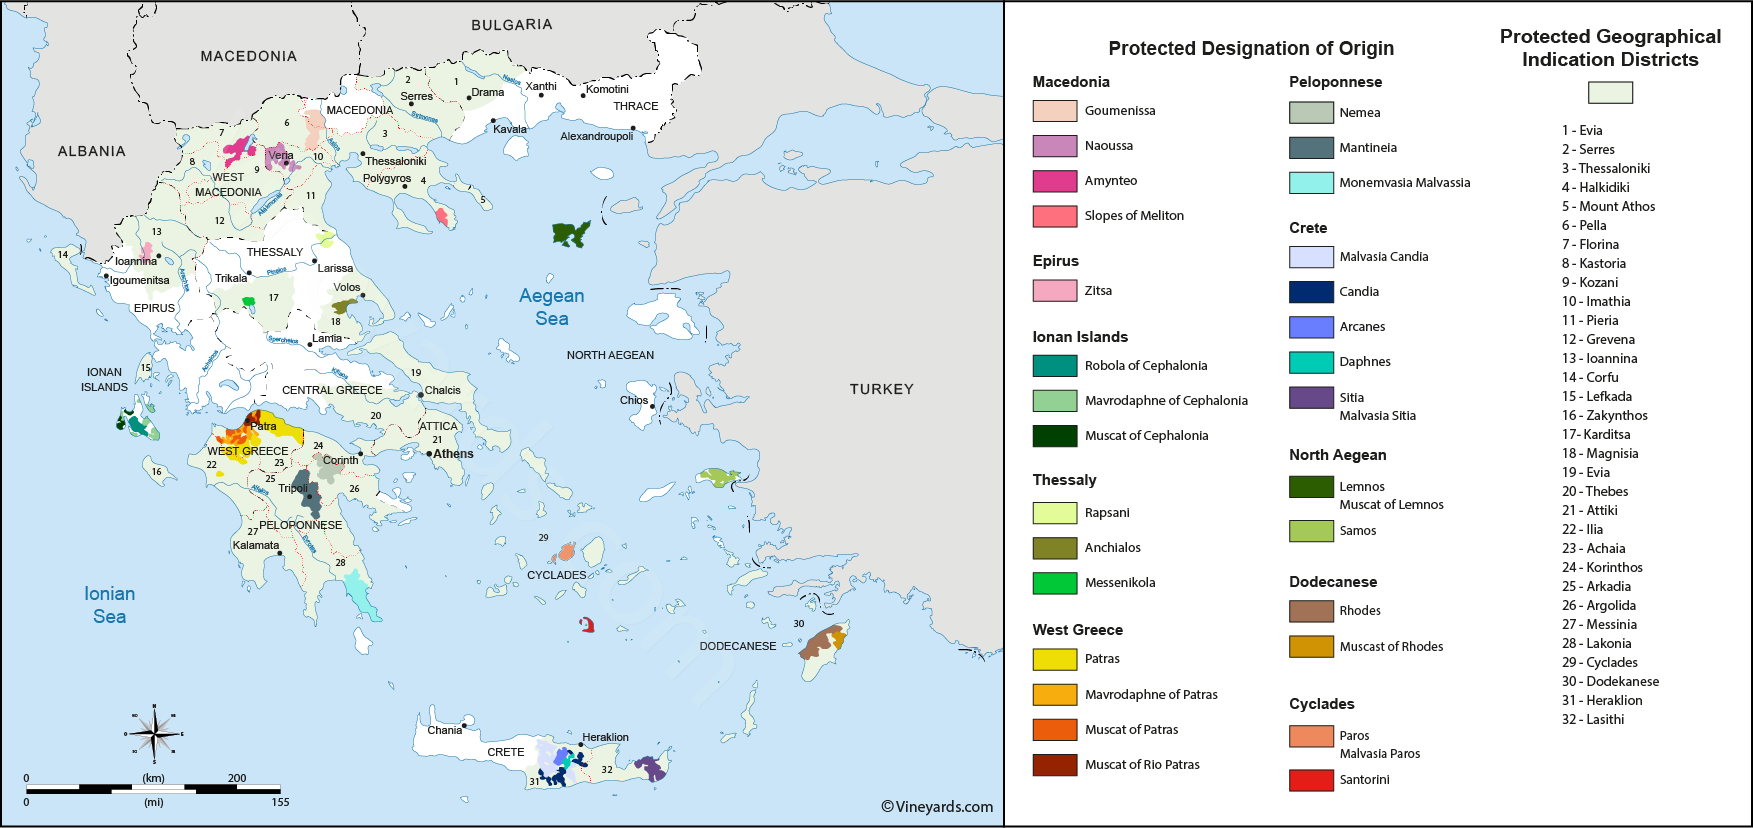 BULGARIA
MACEDONIA
ALBANIA
TURKEY
Aegean
Sea
Ionian
Sea
1
2
Serres
Drama
Nestos
Xanthi
Komotini
MACEDONIA
THRACE
Strimonas
Kavala
Alexandroupoli
3
6
7
8
9
10
Veria
Thessaloniki
WEST
MACEDONIA
Polygyros
4
5
11
Aliakmonas
12
13
14
Ioannina
Igoumenitsa
THESSALY
Larissa
Trikala
Pinios
Volos
17
EPIRUS
18
Lamia
Spercheios
NORTH AEGEAN
IONAN
ISLANDS
15
Kifisos
19
CENTRAL GREECE
Chalcis
Chios
20
Patra
ATTICA
21
Athens
WEST GREECE
24
Corinth
22
23
16
25
26
Alfeios
Tripoli
PELOPONNESE
27
Kalamata
Evrotas
28
29
CYCLADES
30
DODECANESE
Chania
CRETE
Heraklion
31
32
N
S
E
0
(km)
200
0
(mi)
155
©Vineyards.com
Protected Designation of Origin
Macedonia
Goumenissa
Naoussa
Amynteo
Slopes of Meliton
Epirus
Zitsa
Ionan Islands
Robola of Cephalonia
Mavrodaphne of Cephalonia
Muscat of Cephalonia
Thessaly
Rapsani
Anchialos
Messenikola
West Greece
Patras
Mavrodaphne of Patras
Muscat of Patras
Muscat of Rio Patras
Peloponnese
Nemea
Mantineia
Monemvasia Malvassia
Crete
Malvasia Candia
Candia
Arcanes
Daphnes
Sitia
Malvasia Sitia
North Aegean
Lemnos
Muscat of Lemnos
Samos
Dodecanese
Rhodes
Muscast of Rhodes
Cyclades
Paros
Malvasia Paros
Santorini
Protected Geographical
Indication Districts
1 - Evia
2 - Serres
3 - Thessaloniki
4 - Halkidiki
5 - Mount Athos
6 - Pella
7 - Florina
8 - Kastoria
9 - Kozani
10 - Imathia
11 - Pieria
12 - Grevena
13 - Ioannina
14 - Corfu
15 - Lefkada
16 - Zakynthos
17- Karditsa
18 - Magnisia
19 - Evia
20 - Thebes
21 - Attiki
22 - Ilia
23 - Achaia
24 - Korinthos
25 - Arkadia
26 - Argolida
27 - Messinia
28 - Lakonia
29 - Cyclades
30 - Dodekanese
31 - Heraklion
32 - Lasithi